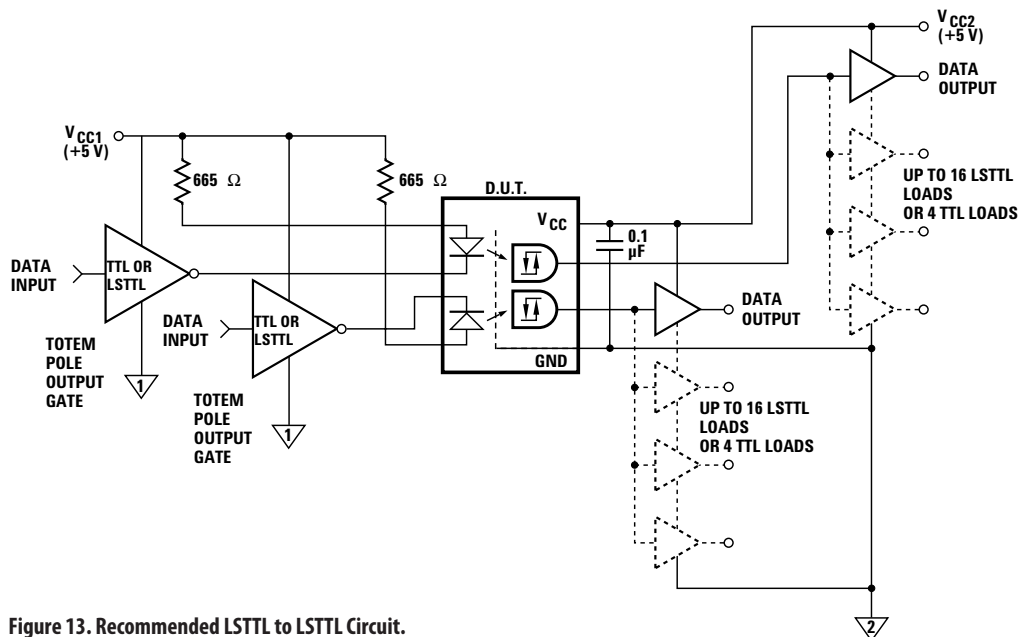 V CC2
(+5 V)
DATA
OUTPUT
V CC1
(+5 V)
665 Ω
665 Ω
D.U.T.
V CC
0.1
µF
UP TO 16 LSTTL
LOADS
OR 4 TTL LOADS
DATA
INPUT
TTL OR
LSTTL
DATA
INPUT
TTL OR
LSTTL
DATA
OUTPUT
GND
TOTEM
POLE
OUTPUT
GATE
1
TOTEM
POLE
OUTPUT
GATE
1
UP TO 16 LSTTL
LOADS
OR 4 TTL LOADS
2
Figure 13. Recommended LSTTL to LSTTL Circuit.